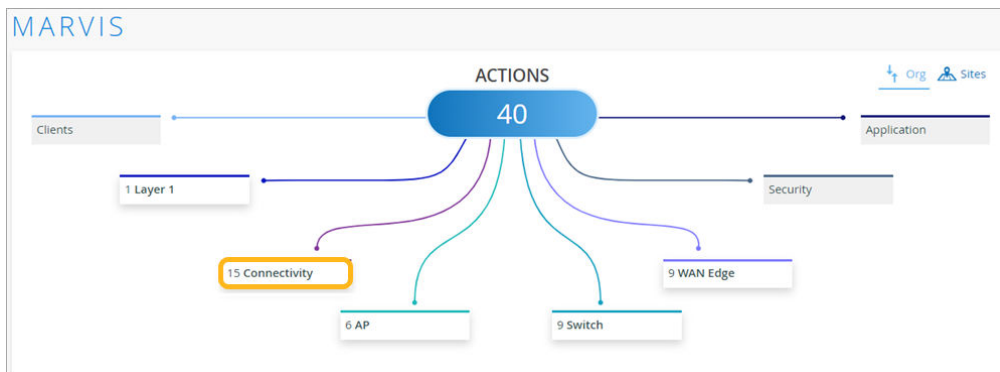 MARVIS
ACTIONS
40
Org Sites
Clients
Application
1 Layer 1
Security
15 Connectivity
9 WAN Edge
6 AP
9 Switch